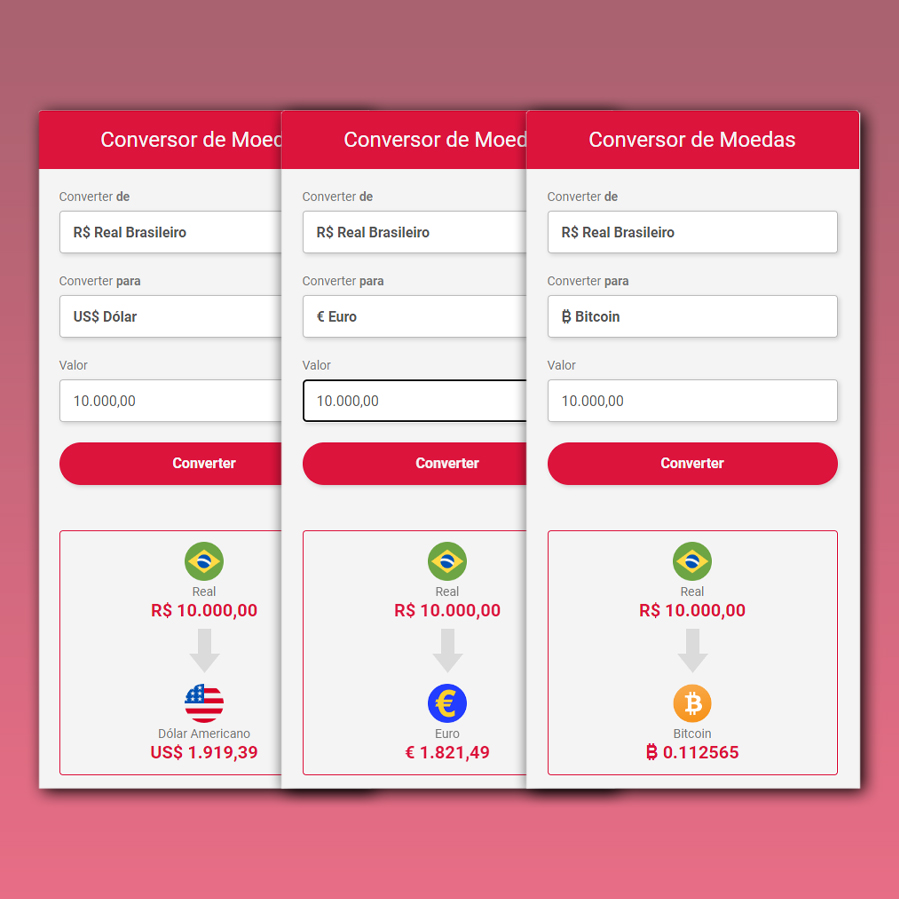 Conversor de Moed
Converter de
R$ Real Brasileiro
Converter para
US$ Dólar
Valor
10.000,00
Converter
Real
R$ 10.000,00
Dólar Americano
US$ 1.919,39
Conversor de Moed
Converter de
R$ Real Brasileiro
Converter para
€ Euro
Valor
10.000,00
Converter
Real
R$ 10.000,00
€
Euro
€ 1.821,49
Conversor de Moedas
Converter de
R$ Real Brasileiro
Converter para
₿ Bitcoin
Valor
10.000,00
Converter
Real
R$ 10.000,00
₿
Bitcoin
₿ 0.112565